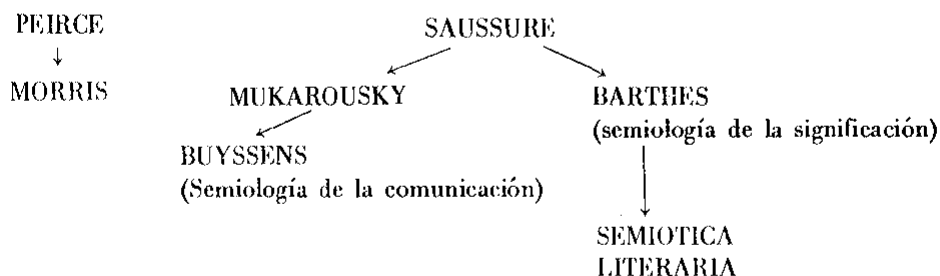 PEIRCE
SAUSSURE
MORRIS
MUKAROUSKY
BARTHES
(semiología de la significación)
BUYSSENS
(Semiología de la comunicación)
SEMIOTICA
LITERARIA